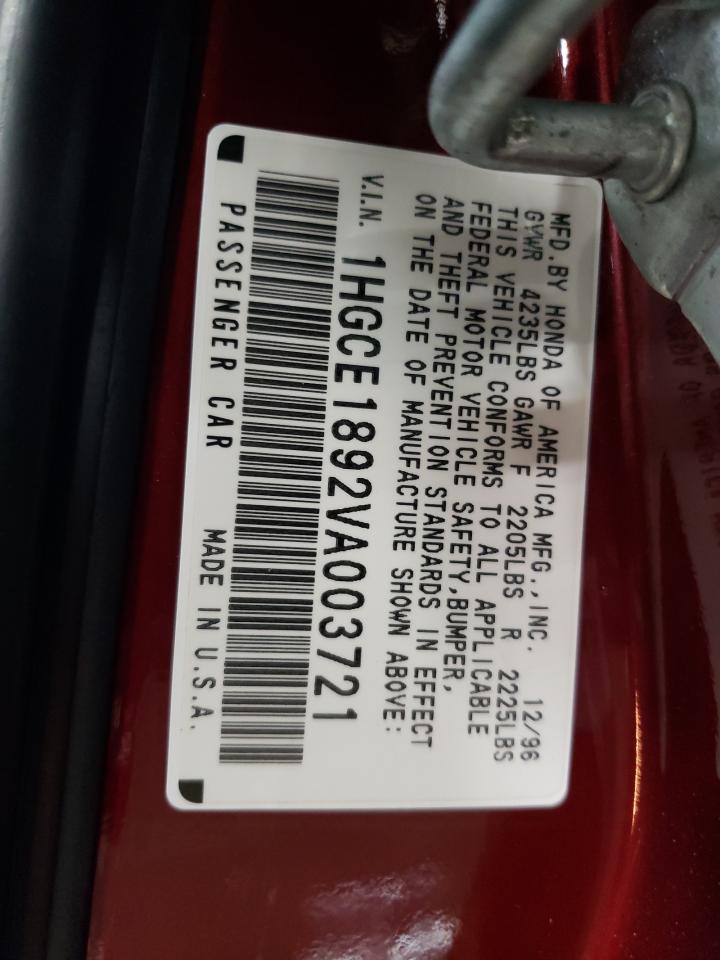 MFD.BY HONDA OF AMERICA MFG.,INC. 12/96
GVWR 4235LBS GAWR F 2205LBS R 2225LBS
THIS VEHICLE CONFORMS TO ALL APPLICABLE
FEDERAL MOTOR VEHICLE SAFETY,BUMPER,
AND THEFT PREVENTION STANDARDS IN EFFECT
ON THE DATE OF MANUFACTURE SHOWN ABOVE:
V.I.N. 1HGCE1892VA003721
PASSENGER CAR MADE IN U.S.A.